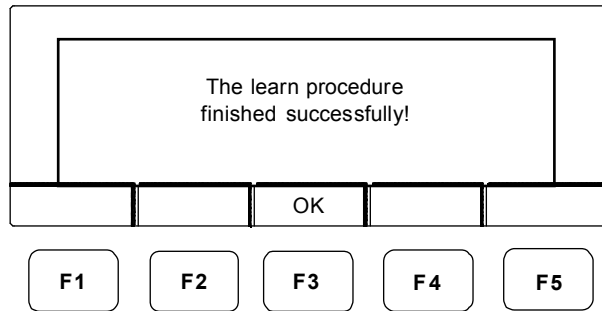 The learn procedure
finished successfully!
OK
F1 F2 F3 F4 F5